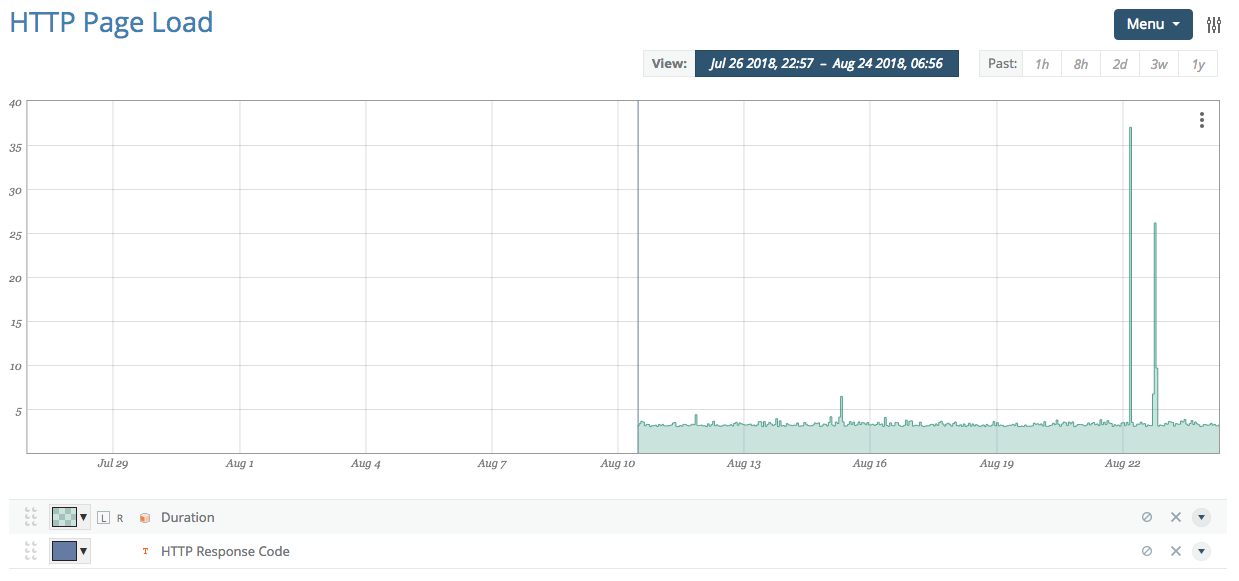 HTTP Page Load
Menu
View: Jul 26 2018, 22:57 – Aug 24 2018, 06:56
Past: 1h 8h 2d 3w 1y
40
35
30
25
20
15
10
5
Jul 29 Aug 1 Aug 4 Aug 7 Aug 10 Aug 13 Aug 16 Aug 19 Aug 22
L R Duration
T HTTP Response Code